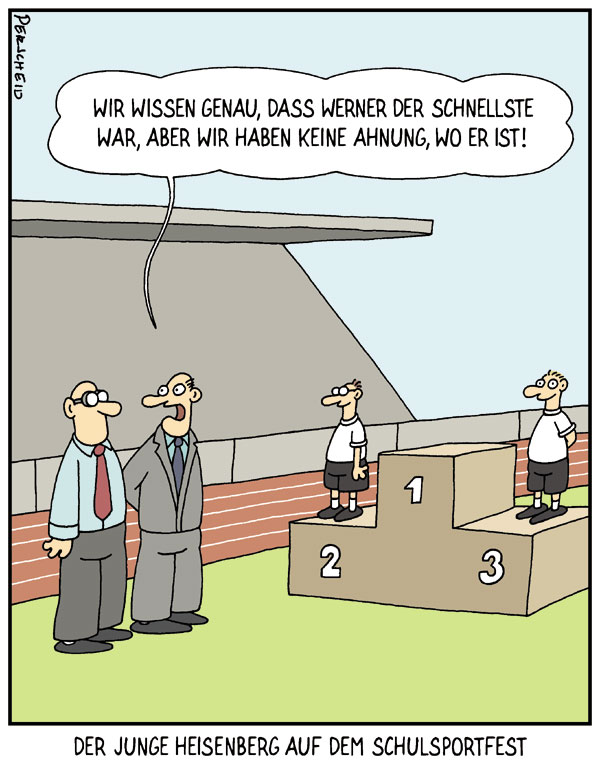 PERSCHEID
WIR WISSEN GENAU, DASS WERNER DER SCHNELLSTE
WAR, ABER WIR HABEN KEINE AHNUNG, WO ER IST!
1
2
3
DER JUNGE HEISENBERG AUF DEM SCHULSPORTFEST